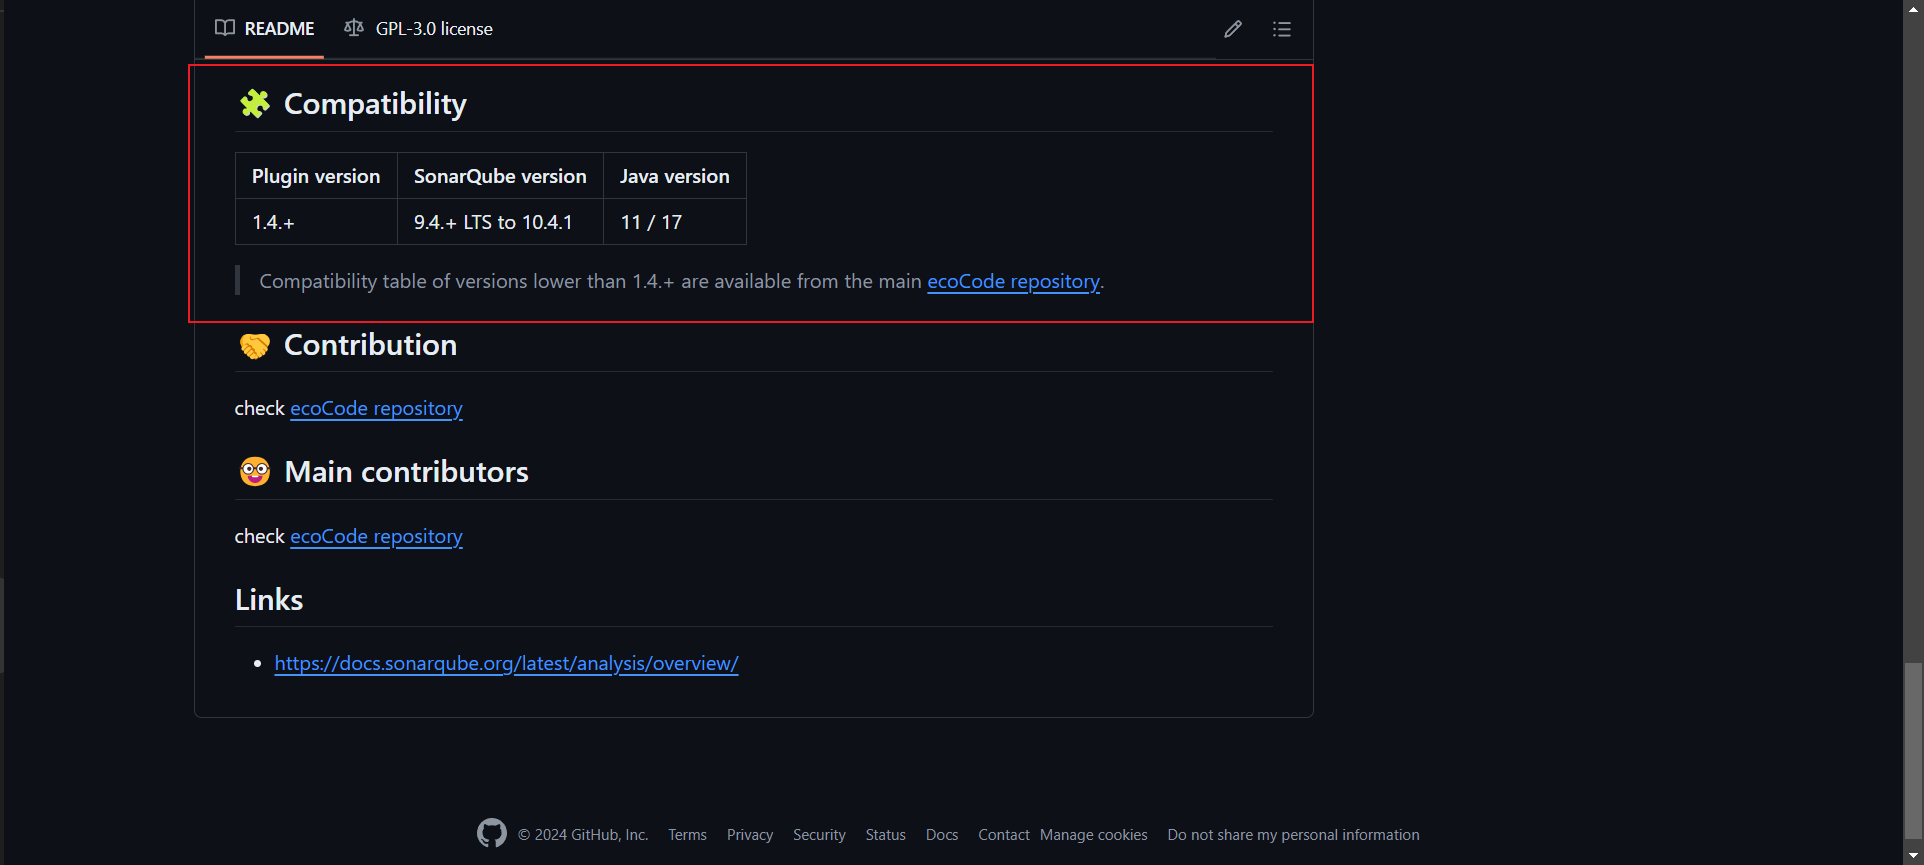 README GPL-3.0 license
Compatibility
Plugin version SonarQube version Java version
1.4.+ 9.4.+ LTS to 10.4.1 11 / 17
Compatibility table of versions lower than 1.4.+ are available from the main ecoCode repository.
Contribution
check ecoCode repository
Main contributors
check ecoCode repository
Links
https://docs.sonarqube.org/latest/analysis/overview/
© 2024 GitHub, Inc. Terms Privacy Security Status Docs Contact Manage cookies Do not share my personal information